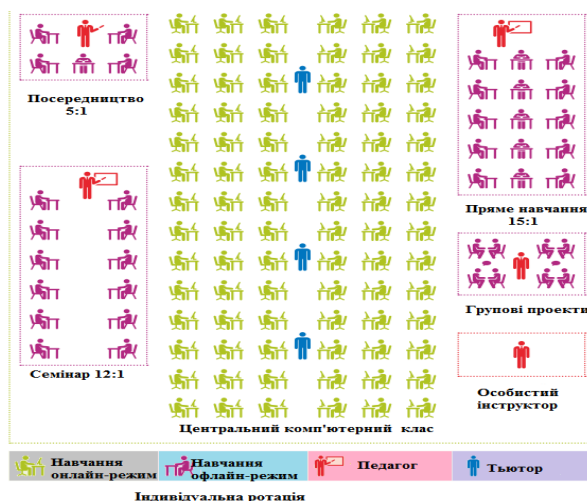 Посередництво
5:1
Семінар 12:1
Центральний комп'ютерний клас
Пряме навчання
15:1
Групові проекти
Особистий
інструктор
Навчання
онлайн-режим
Навчання
офлайн-режим
Педагог
Тьютор
Індивідуальна ротація